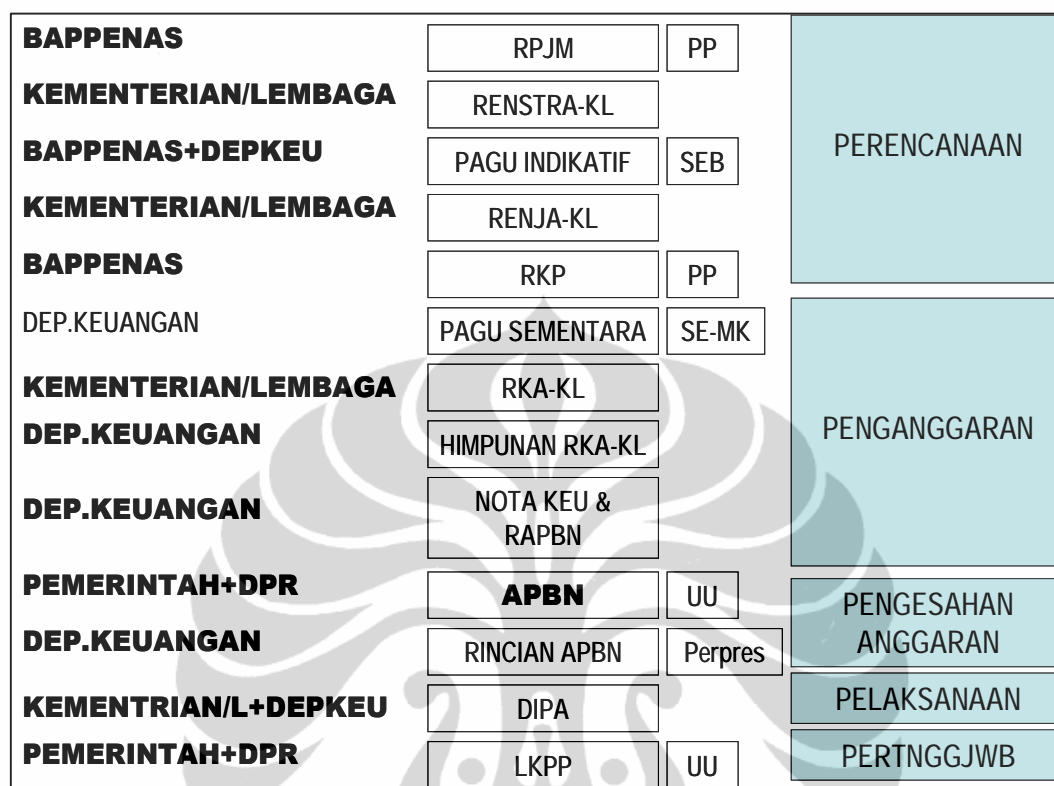 BAPPENAS RPJM PP
KEMENTERIAN/LEMBAGA RENSTRA-KL
BAPPENAS+DEPKEU PAGU INDIKATIF SEB PERENCANAAN
KEMENTERIAN/LEMBAGA RENJA-KL
BAPPENAS RKP PP
DEP.KEUANGAN PAGU SEMENTARA SE-MK
KEMENTERIAN/LEMBAGA RKA-KL
DEP.KEUANGAN HIMPUNAN RKA-KL PENGANGGARAN
DEP.KEUANGAN NOTA KEU &
RAPBN
PEMERINTAH+DPR APBN UU PENGESAHAN
DEP.KEUANGAN RINCIAN APBN Perpres ANGGARAN
KEMENTRIAN/L+DEPKEU DIPA PELAKSANAAN
PEMERINTAH+DPR LKPP UU PERTNGGJWB